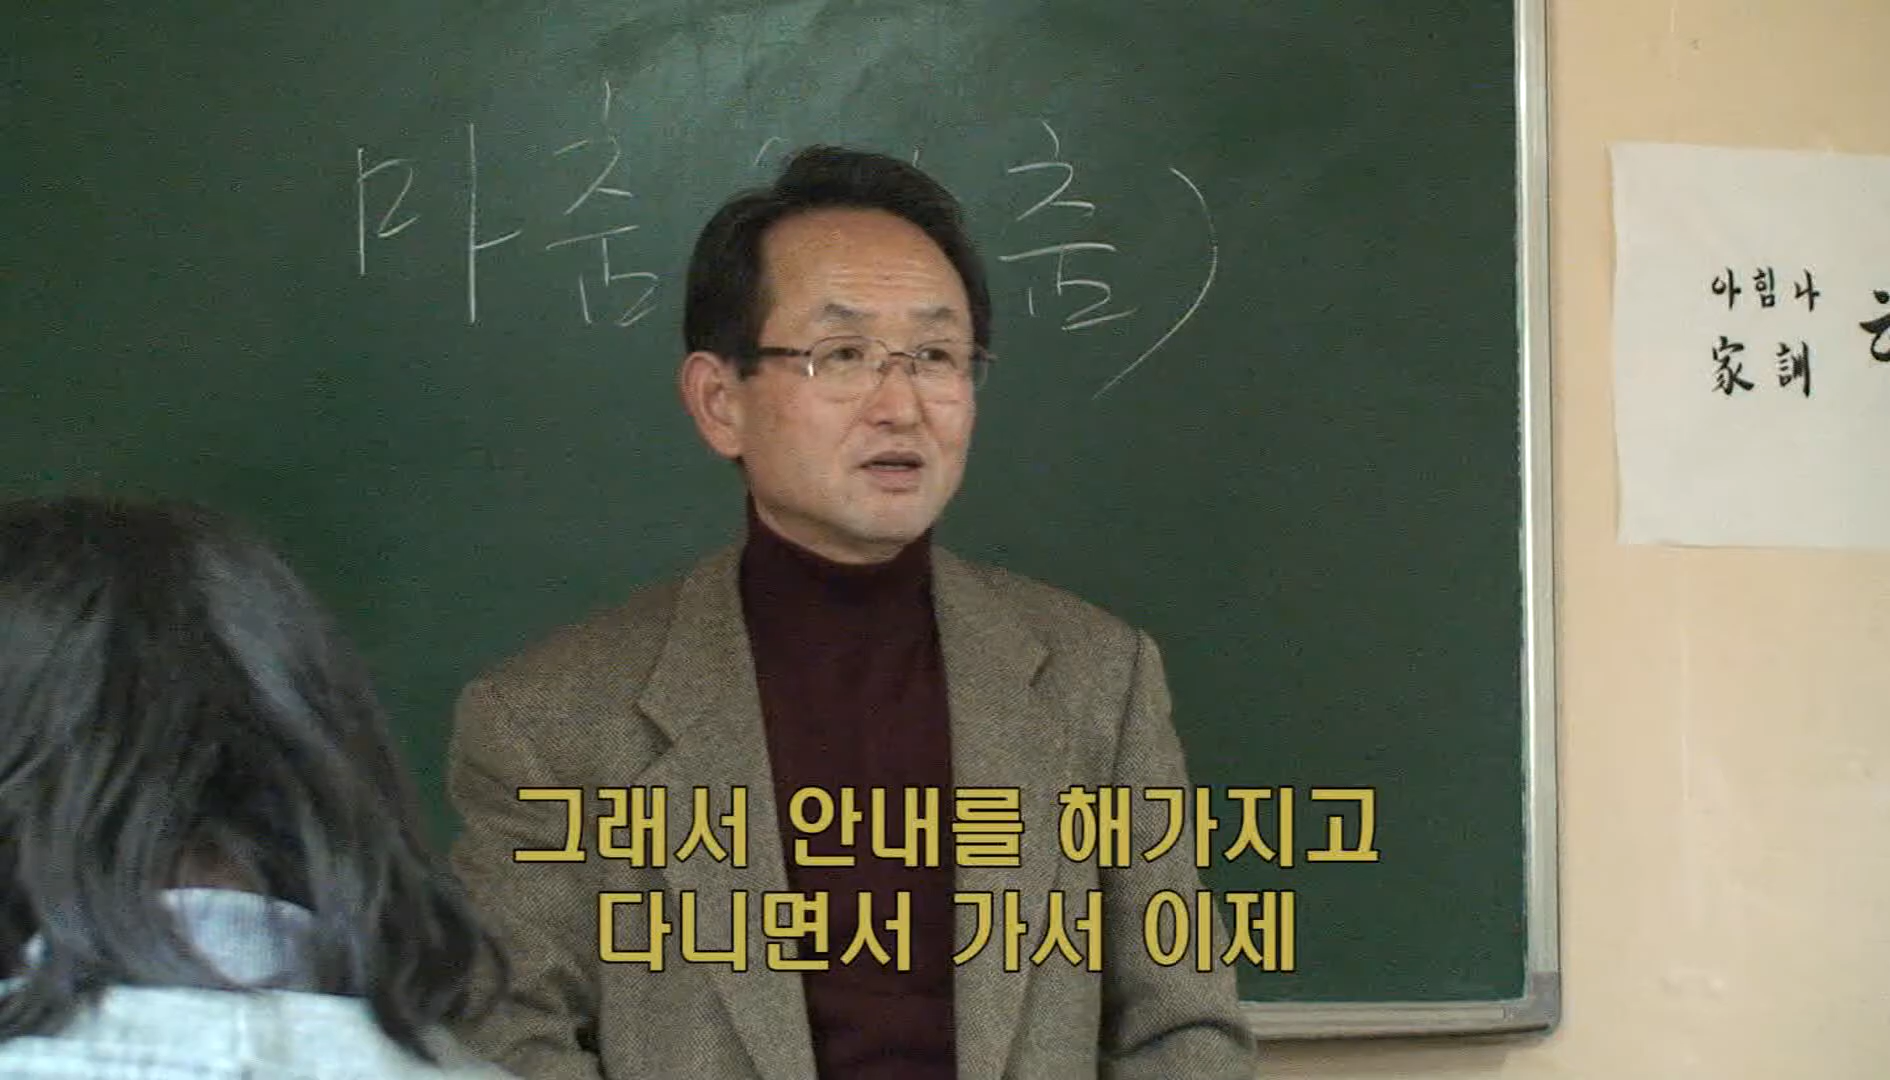 마춤
춤)
아힘나
家訓
그래서 안내를 해가지고
다니면서 가서 이제